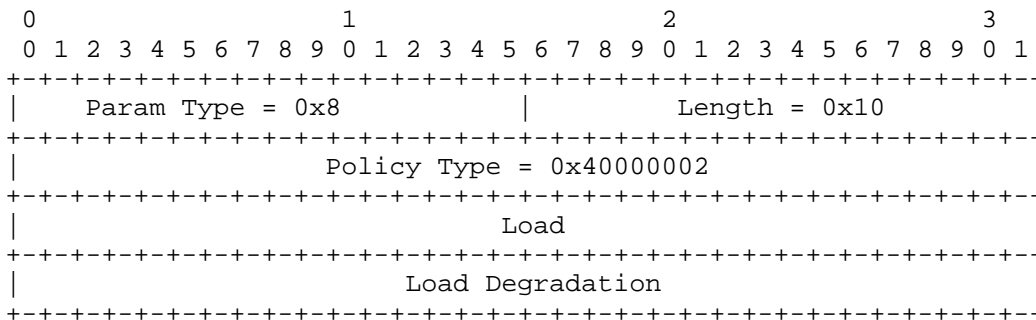 0                   1                   2                   3
 0 1 2 3 4 5 6 7 8 9 0 1 2 3 4 5 6 7 8 9 0 1 2 3 4 5 6 7 8 9 0 1
+-+-+-+-+-+-+-+-+-+-+-+-+-+-+-+-+-+-+-+-+-+-+-+-+-+-+-+-+-+-+-+--
|    Param Type = 0x8           |         Length = 0x10
+-+-+-+-+-+-+-+-+-+-+-+-+-+-+-+-+-+-+-+-+-+-+-+-+-+-+-+-+-+-+-+--
|                   Policy Type = 0x40000002
+-+-+-+-+-+-+-+-+-+-+-+-+-+-+-+-+-+-+-+-+-+-+-+-+-+-+-+-+-+-+-+--
|                              Load
+-+-+-+-+-+-+-+-+-+-+-+-+-+-+-+-+-+-+-+-+-+-+-+-+-+-+-+-+-+-+-+--
|                        Load Degradation
+-+-+-+-+-+-+-+-+-+-+-+-+-+-+-+-+-+-+-+-+-+-+-+-+-+-+-+-+-+-+-+--